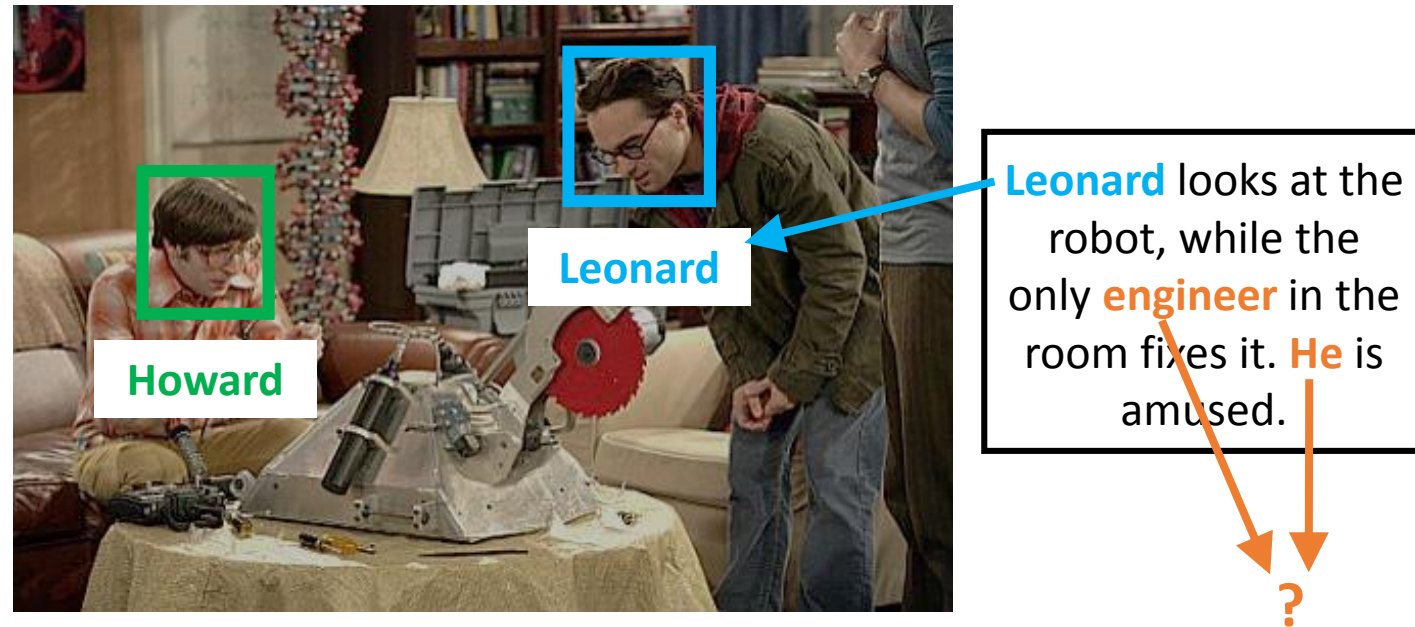 Howard
Leonard
Leonard looks at the
robot, while the
only engineer in the
room fixes it. He is
amused.
?